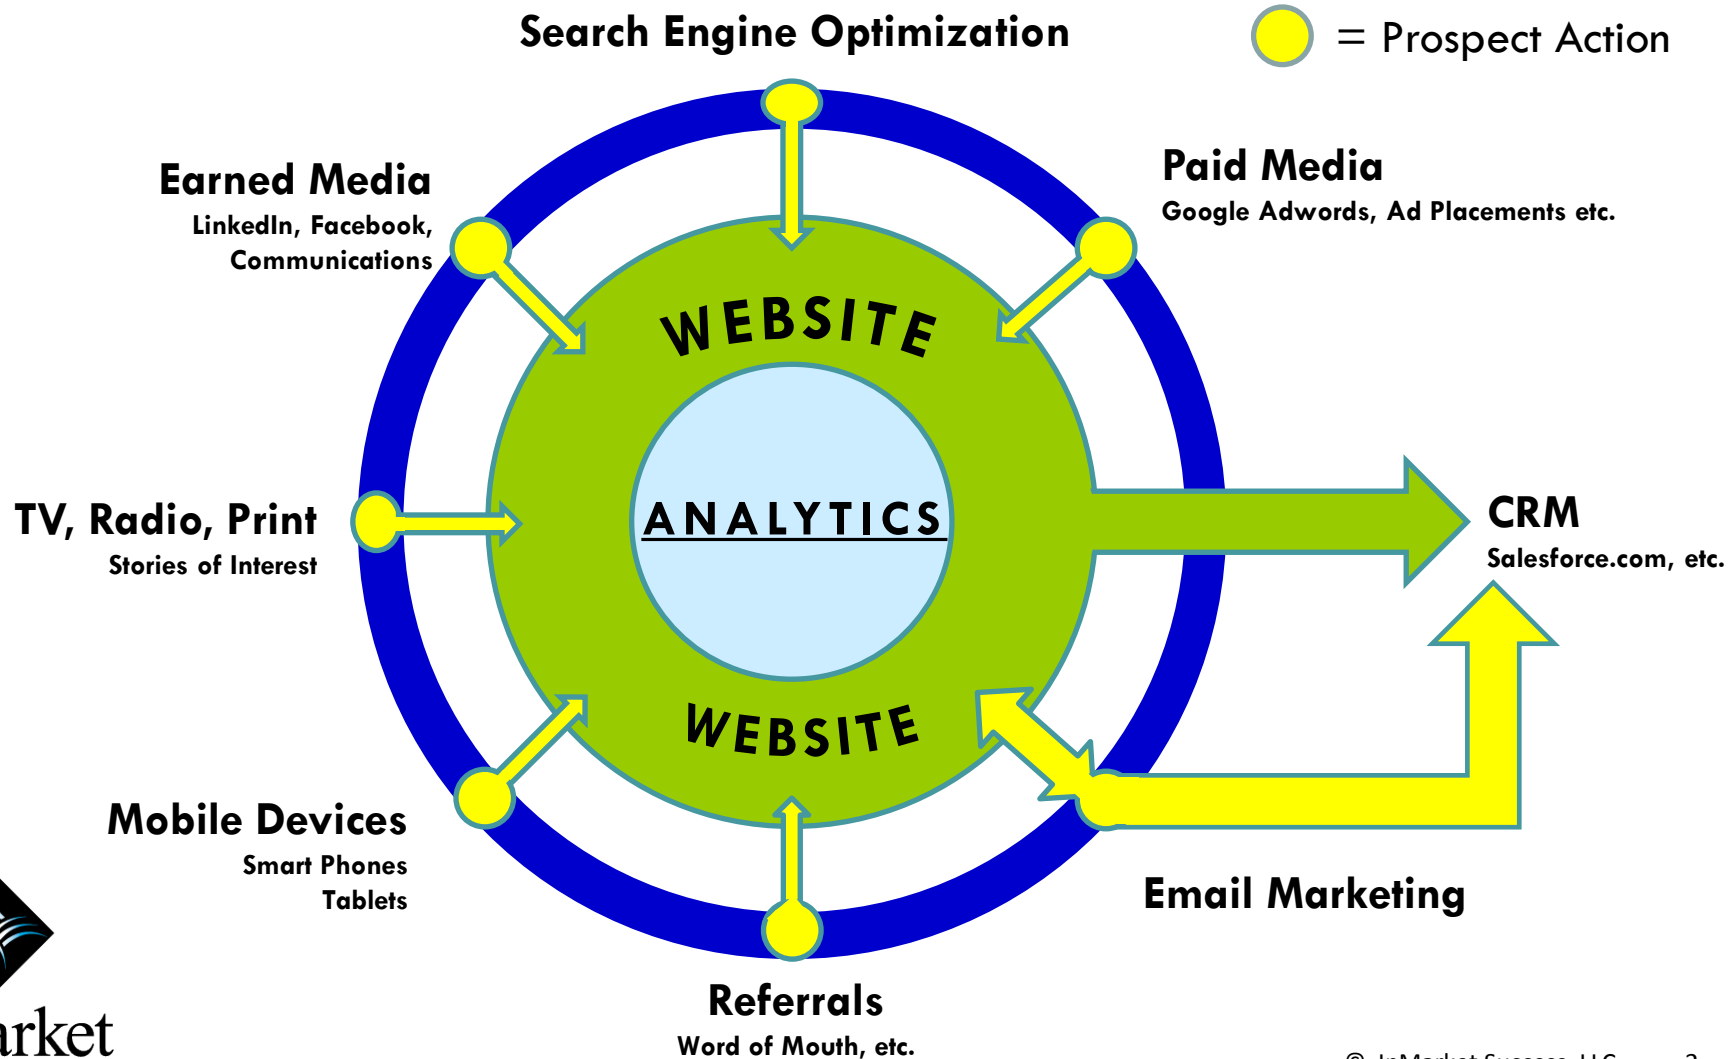 Search Engine Optimization
= Prospect Action
Earned Media
LinkedIn, Facebook,
Communications
Paid Media
Google Adwords, Ad Placements etc.
WEBSITE
ANALYTICS
TV, Radio, Print
Stories of Interest
CRM
Salesforce.com, etc.
WEBSITE
Mobile Devices
Smart Phones
Tablets
Email Marketing
Referrals
Word of Mouth, etc.
arket